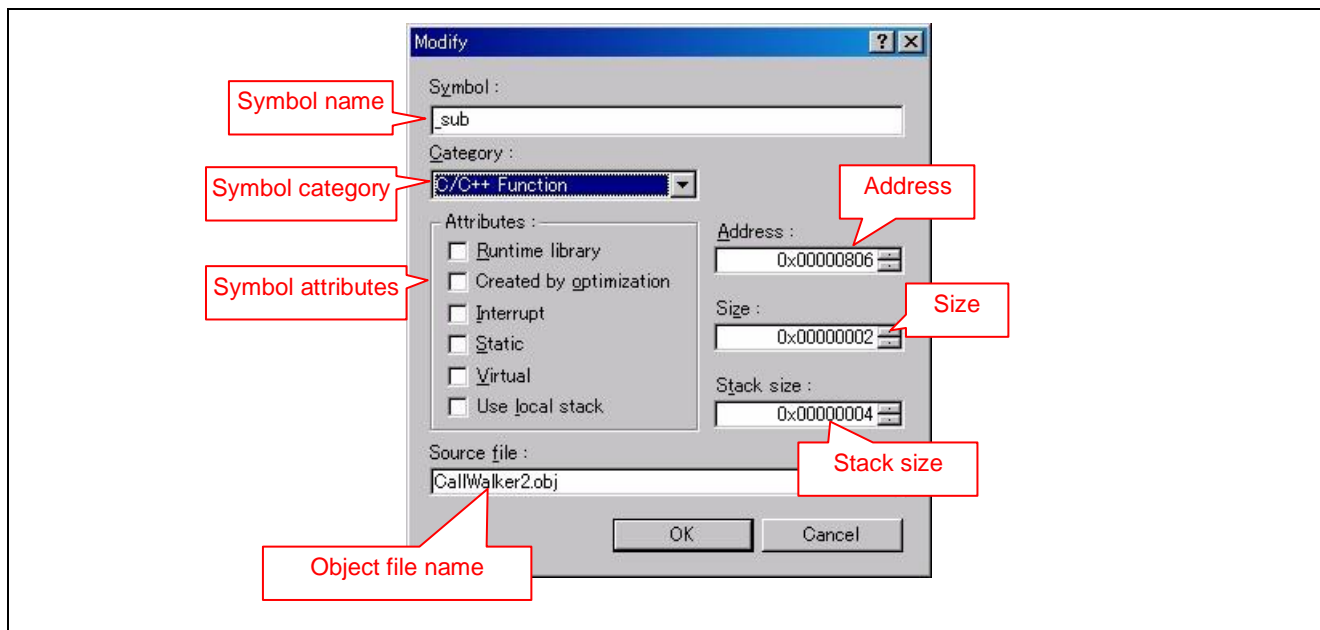 Modify
Symbol :
Symbol name
_sub
Category :
Symbol category
C/C++ Function
Address
Attributes :
Address :
Runtime library
0x00000806
Created by optimization
Symbol attributes
Size :
Size
Interrupt
0x00000002
Static
Virtual
Stack size :
Use local stack
0x00000004
Source file :
Stack size
CallWalker2.obj
OK
Cancel
Object file name